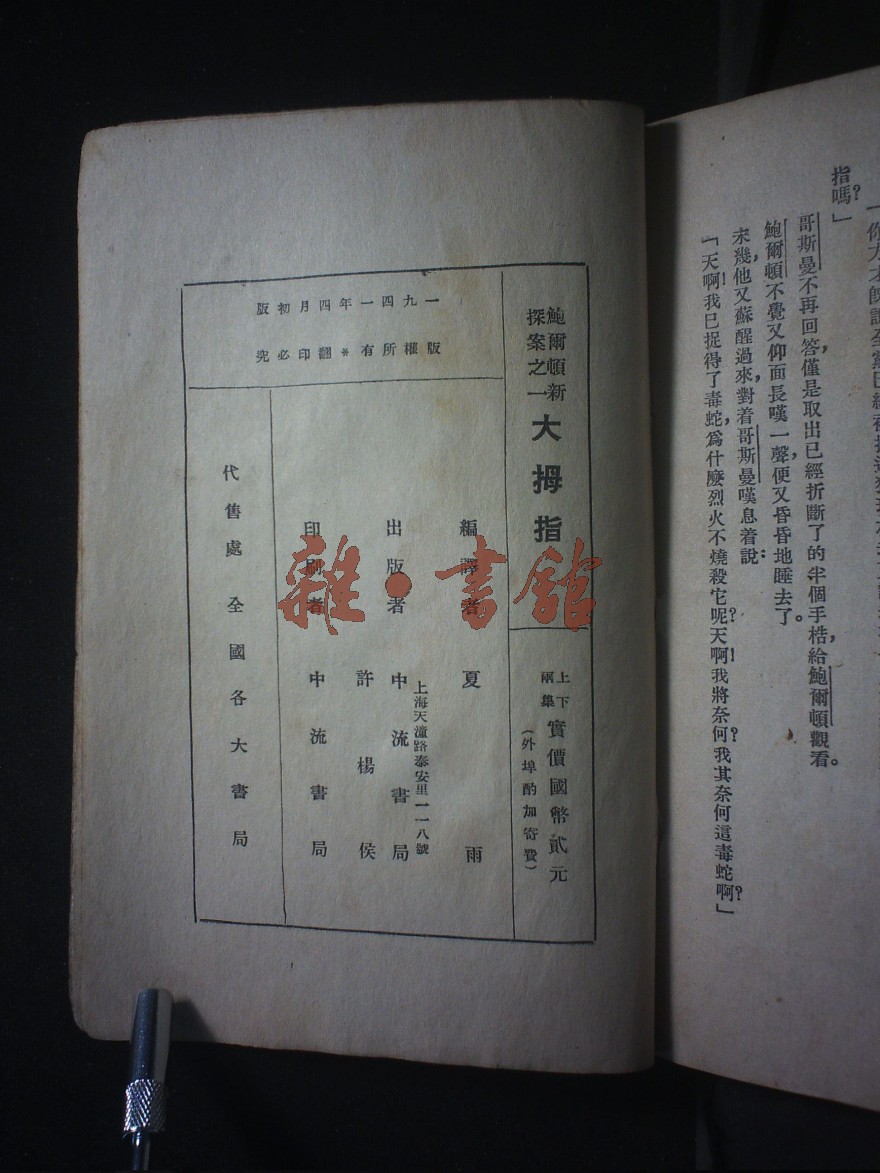 指嗎？」
哥斯曼不再回答，僅是取出已經折斷了的半個手梏，給鮑爾頓觀看。
鮑爾頓不覺又仰面長嘆一聲，便又昏昏地睡去了。
未幾，他又蘇醒過來，對着哥斯曼嘆息着說：
「天啊！我已捉得了毒蛇，爲什麽烈火不燒殺它呢？天啊！我將奈何？我其奈何這毒蛇啊？」
一九四一年四月初版
版權所有※翻印必究
鮑爾頓新
探案之一
大拇指
上下
兩集
實價國幣貳元
（外埠酌加寄費）
編譯者 夏雨
上海天潼路泰安里一一八號
出版者 中流書局
許楊侯
印刷者 中流書局
代售處 全國各大書局
雜·書館